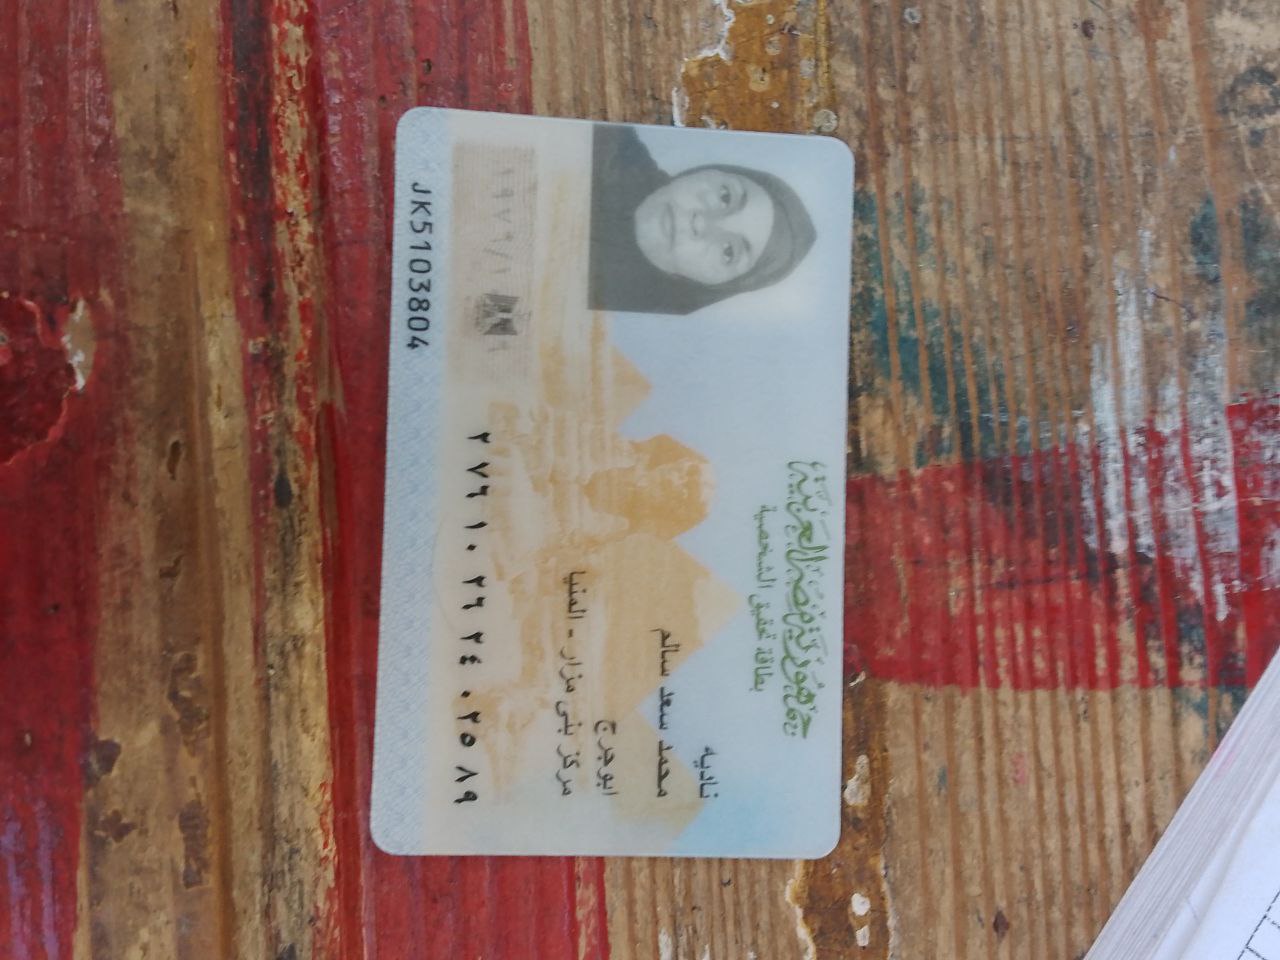 جمهورية مصر العربية
بطاقة تحقيق الشخصية
نادية
محمد سعد سالم
ابوجرج
مركز بنى مزار - المنيا
٢٧٦١٠٢٦٢٤٠٢٥٨٩
JK5103804